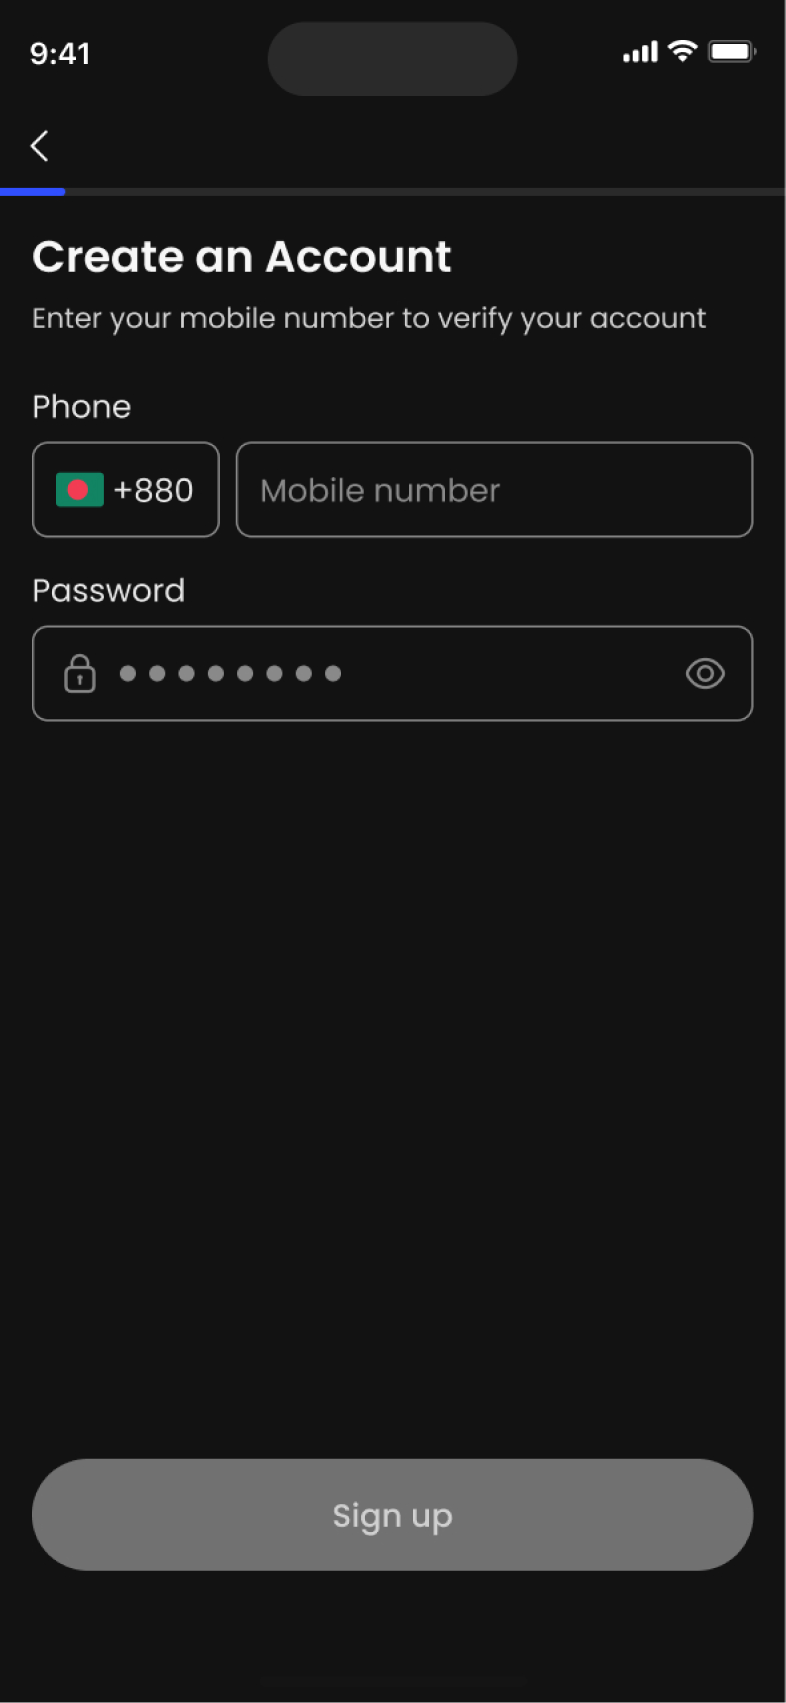 9:41
Create an Account
Enter your mobile number to verify your account
Phone
+880 Mobile number
Password
Sign up